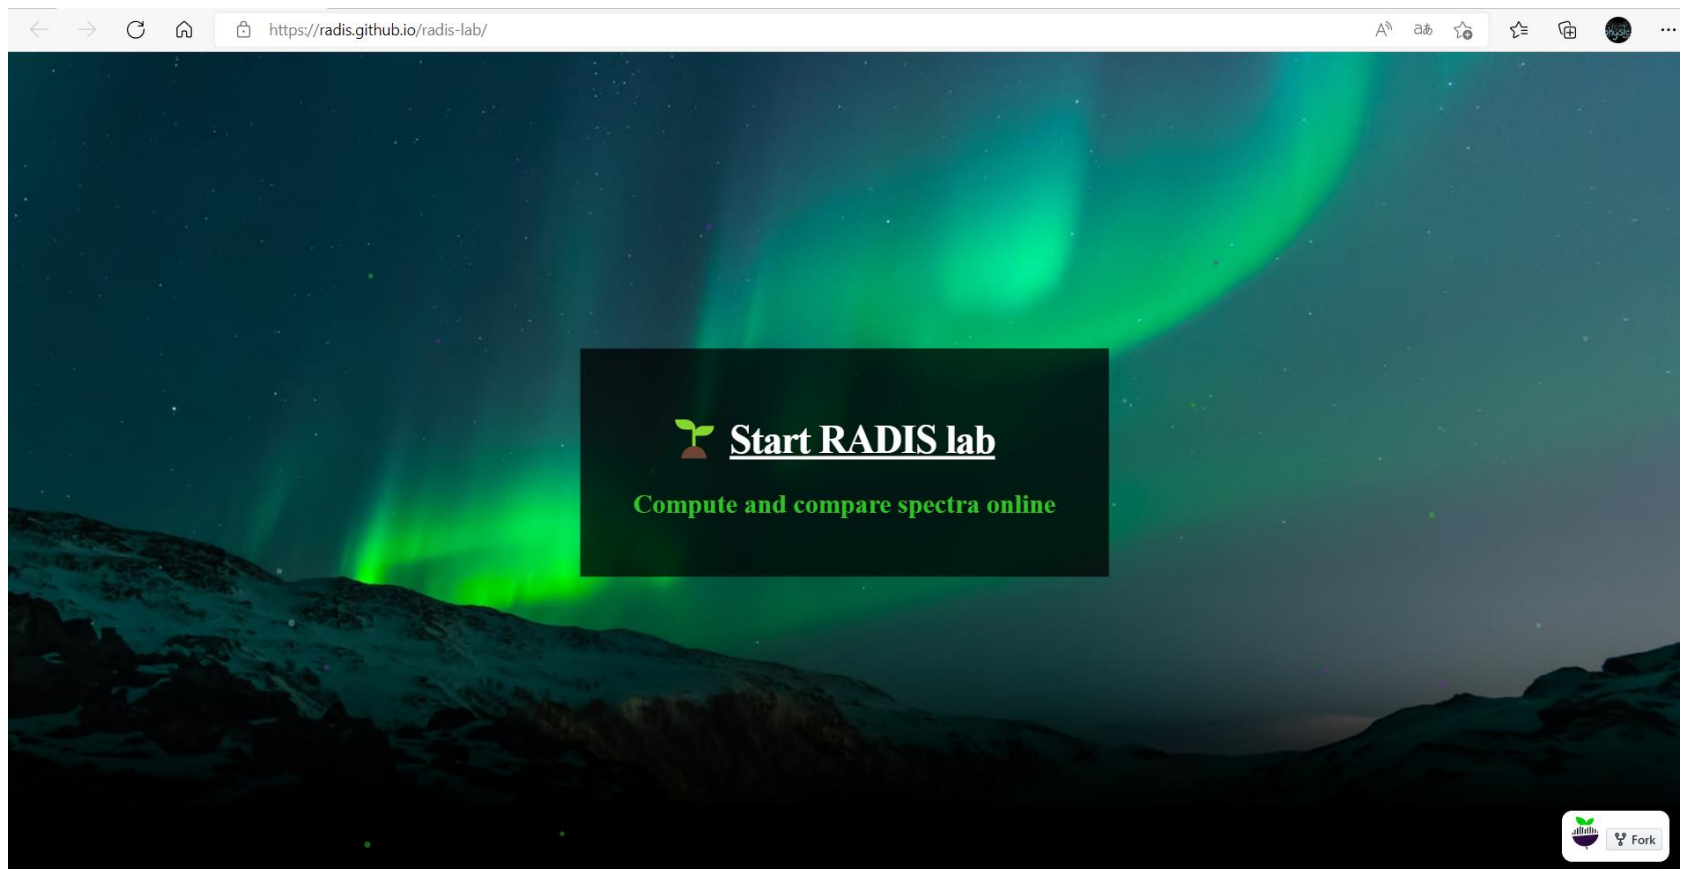 https://radis.github.io/radis-lab/
Start RADIS lab
Compute and compare spectra online
Fork